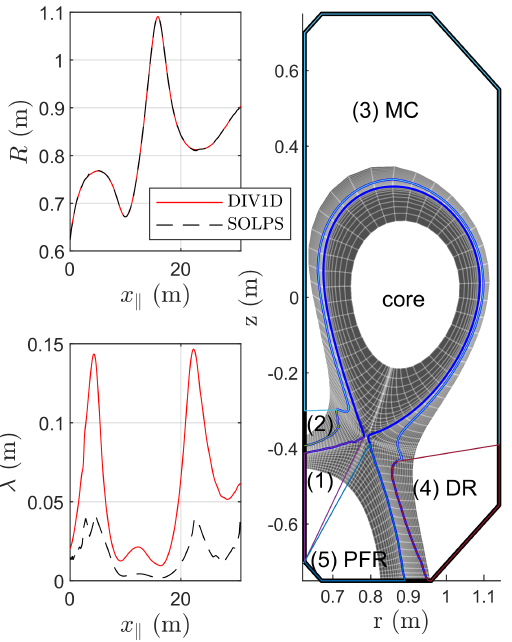 1.1
1
0.9
0.8
0.7
0.6
R (m)
0
20
x∥ (m)
DIV1D
SOLPS
0.15
0.1
0.05
0
λ
0
20
x∥ (m)
0.6
0.4
0.2
0
-0.2
-0.4
-0.6
z (m)
(3) MC
core
(2)
(1)
(4) DR
(5) PFR
0.7
0.8
0.9
1
1.1
r (m)